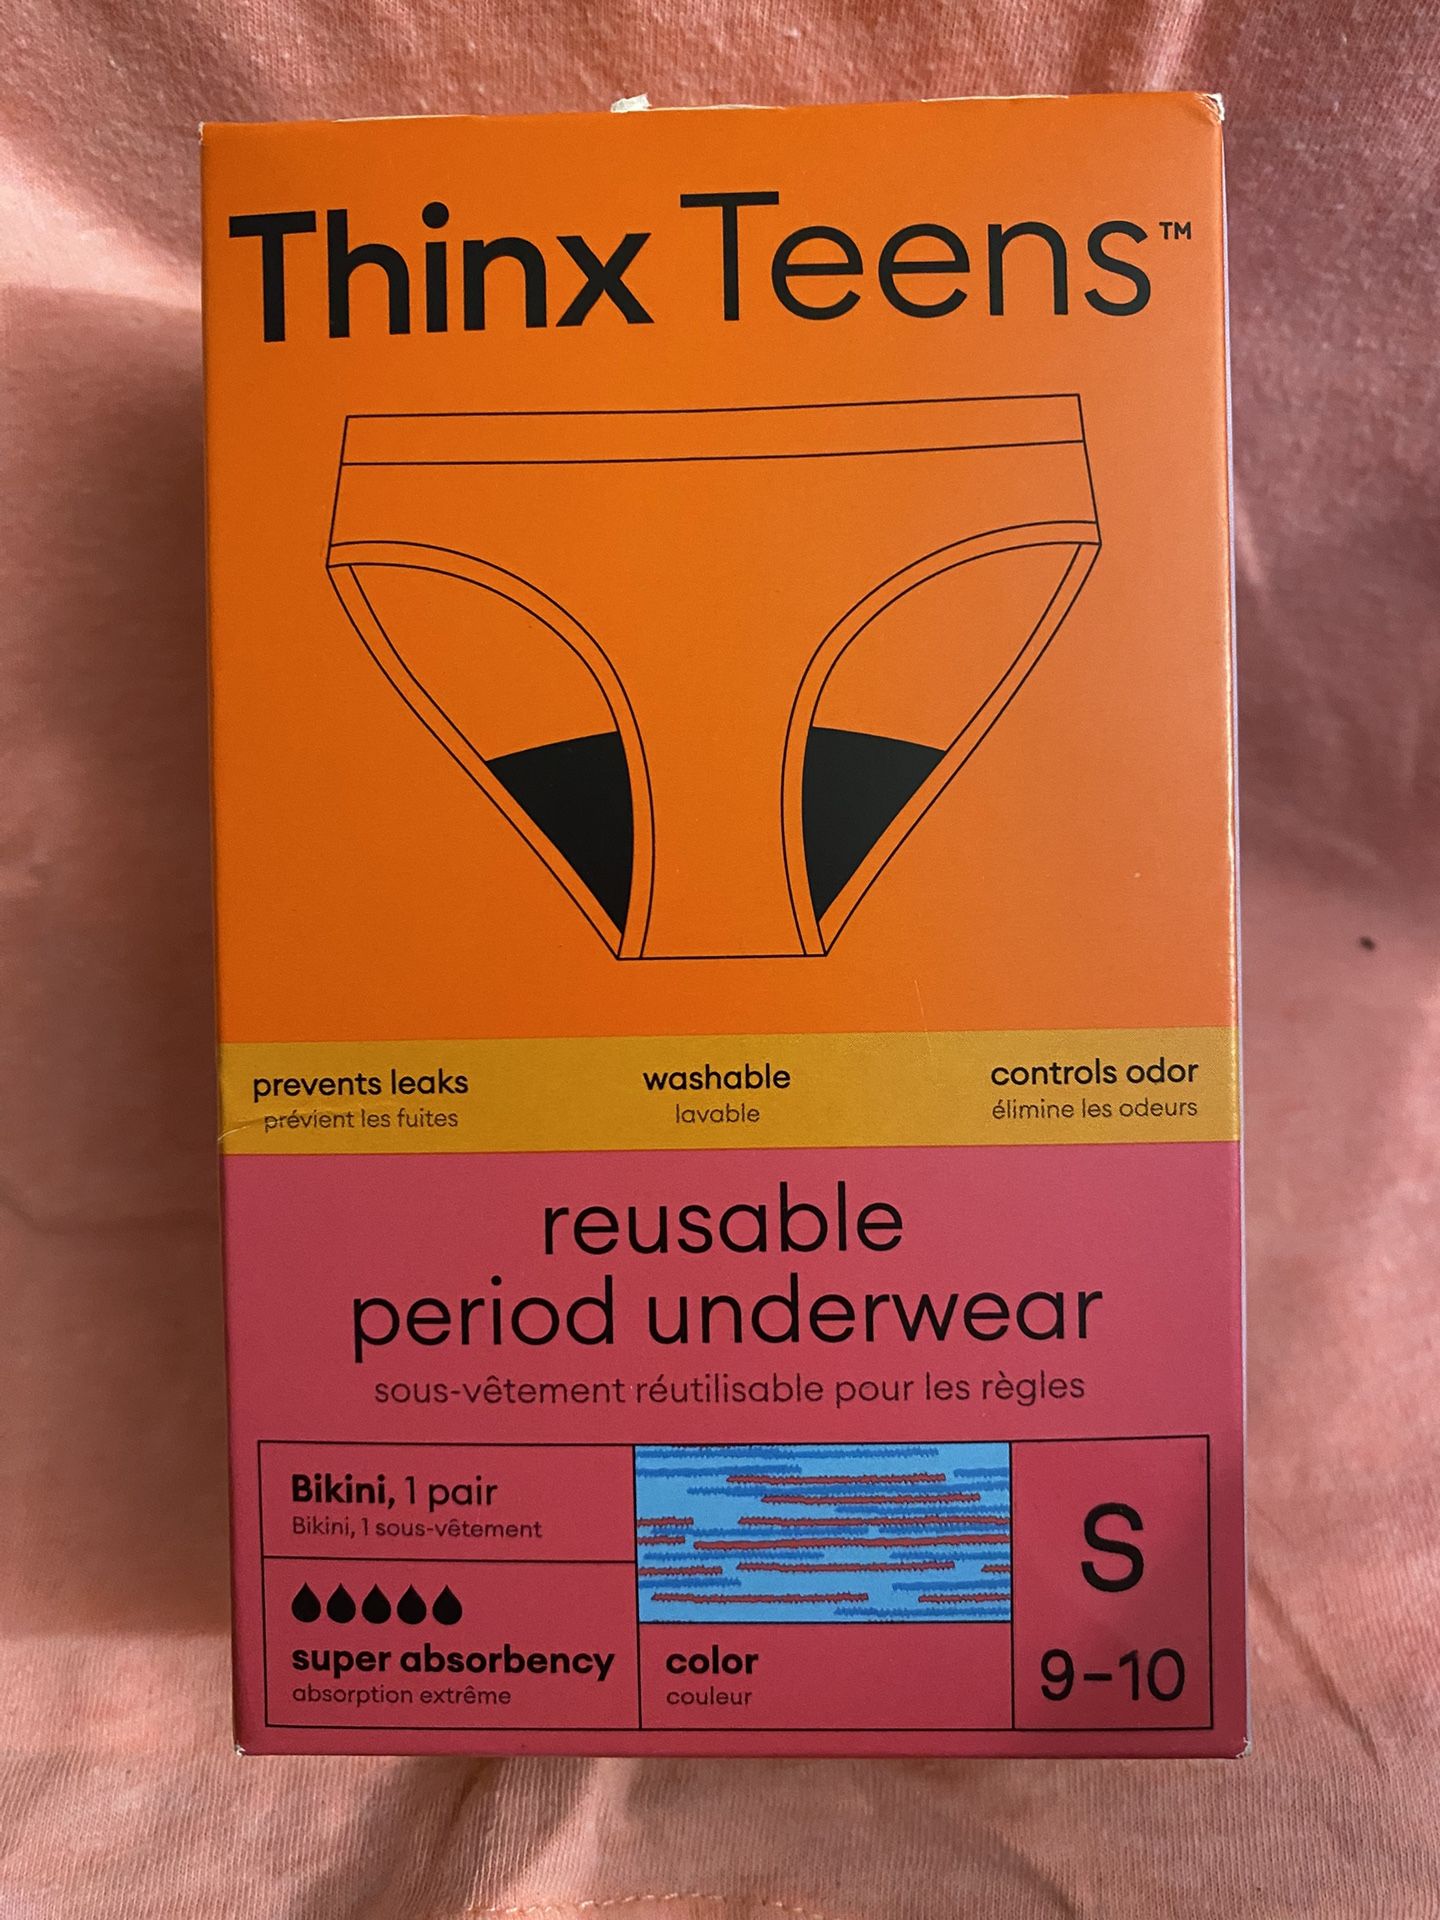 Thinx Teens™
prevents leaks
prévient les fuites
washable
lavable
controls odor
élimine les odeurs
reusable
period underwear
sous-vêtement réutilisable pour les règles
Bikini, 1 pair
Bikini, 1 sous-vêtement
super absorbency
absorption extrême
color
couleur
S
9-10